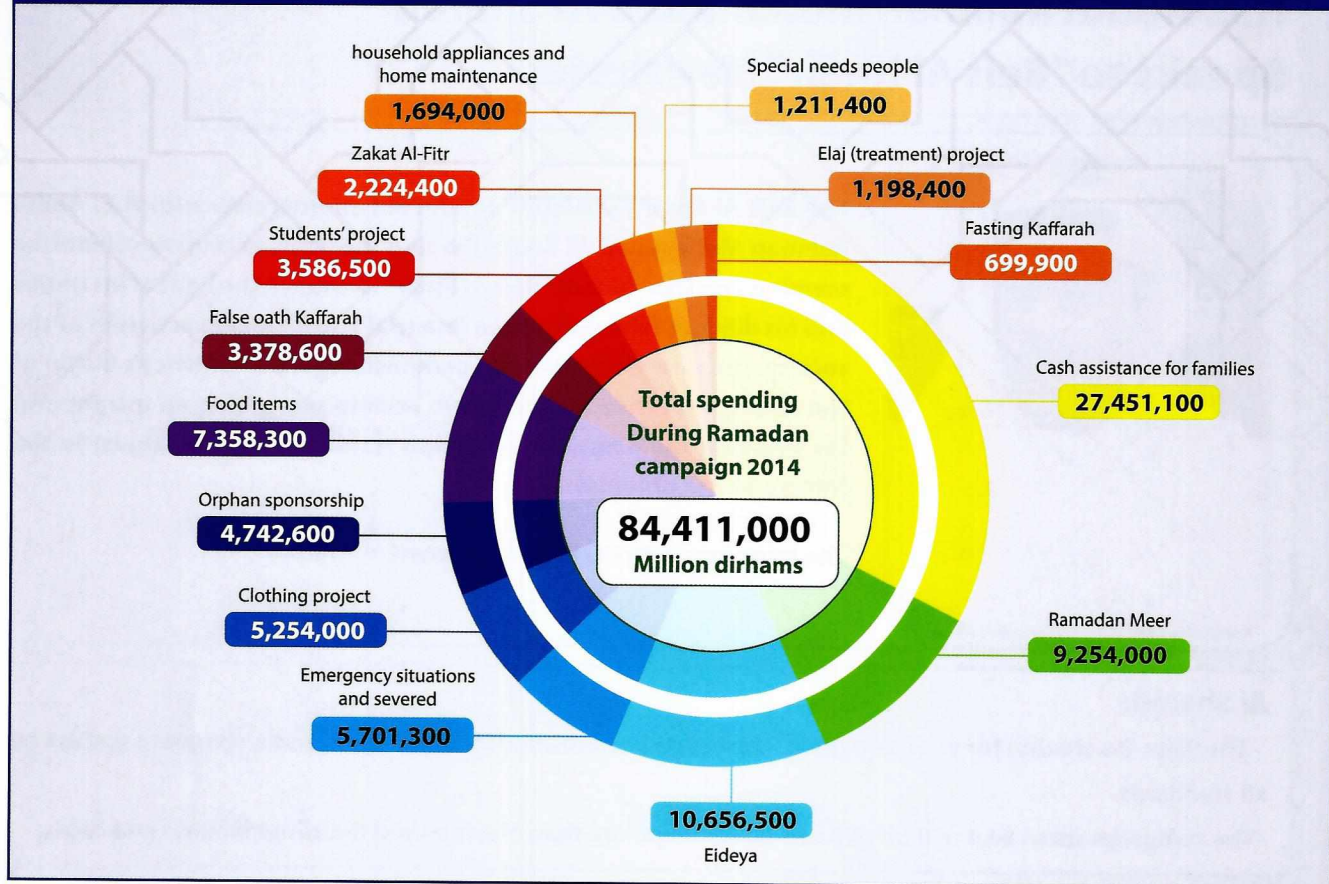 household appliances and
home maintenance
1,694,000
Special needs people
1,211,400
Zakat Al-Fitr
2,224,400
Elaj (treatment) project
1,198,400
Students' project
3,586,500
Fasting Kaffarah
699,900
False oath Kaffarah
3,378,600
Cash assistance for families
27,451,100
Food items
7,358,300
Orphan sponsorship
4,742,600
Clothing project
5,254,000
Emergency situations
and severed
5,701,300
Ramadan Meer
9,254,000
10,656,500
Eideya
Total spending
During Ramadan
campaign 2014
84,411,000
Million dirhams